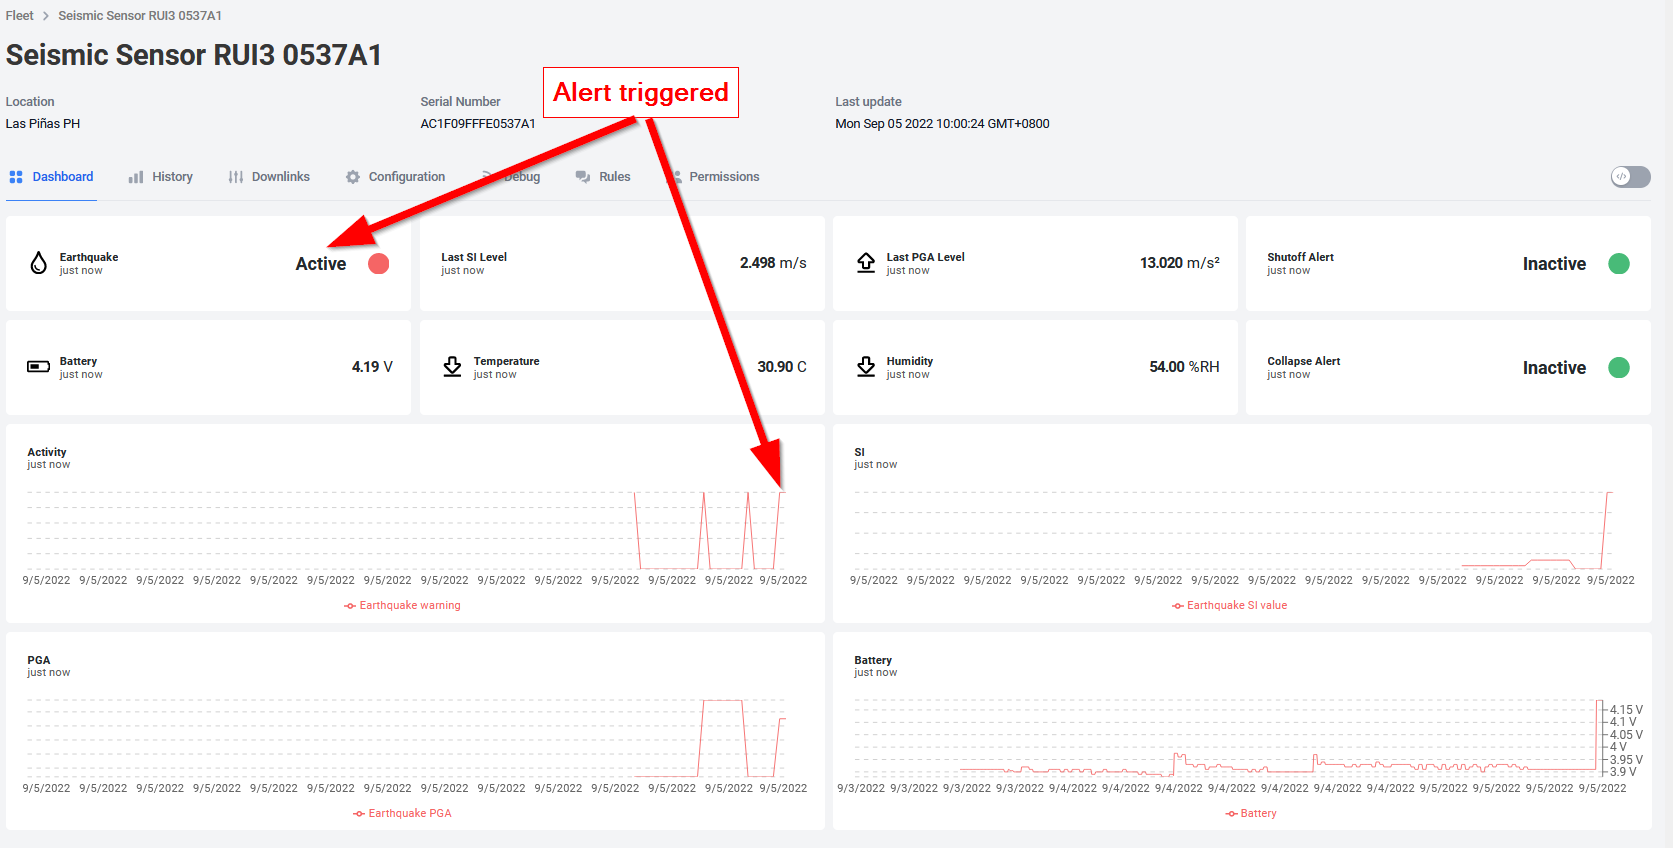 Fleet > Seismic Sensor RUI3 0537A1
Seismic Sensor RUI3 0537A1
Alert triggered
Location
Las Piñas PH
Serial Number
AC1F09FFFE0537A1
Last update
Mon Sep 05 2022 10:00:24 GMT+0800
Dashboard History Downlinks Configuration Debug Rules Permissions
Earthquake
just now
Active
Last SI Level
just now
2.498 m/s
Last PGA Level
just now
13.020 m/s²
Shutoff Alert
just now
Inactive
Battery
just now
4.19 V
Temperature
just now
30.90 C
Humidity
just now
54.00 %RH
Collapse Alert
just now
Inactive
Activity
just now
9/5/2022 9/5/2022 9/5/2022 9/5/2022 9/5/2022 9/5/2022 9/5/2022 9/5/2022 9/5/2022 9/5/2022 9/5/2022 9/5/2022 9/5/2022 9/5/2022
Earthquake warning
SI
just now
9/5/2022 9/5/2022 9/5/2022 9/5/2022 9/5/2022 9/5/2022 9/5/2022 9/5/2022 9/5/2022 9/5/2022 9/5/2022 9/5/2022 9/5/2022 9/5/2022
Earthquake SI value
PGA
just now
9/5/2022 9/5/2022 9/5/2022 9/5/2022 9/5/2022 9/5/2022 9/5/2022 9/5/2022 9/5/2022 9/5/2022 9/5/2022 9/5/2022 9/5/2022 9/5/2022
Earthquake PGA
Battery
just now
4.15 V
4.1 V
4.05 V
4 V
3.95 V
3.9 V
9/3/2022 9/3/2022 9/3/2022 9/3/2022 9/4/2022 9/4/2022 9/4/2022 9/4/2022 9/4/2022 9/4/2022 9/4/2022 9/5/2022 9/5/2022 9/5/2022 9/5/2022
Battery